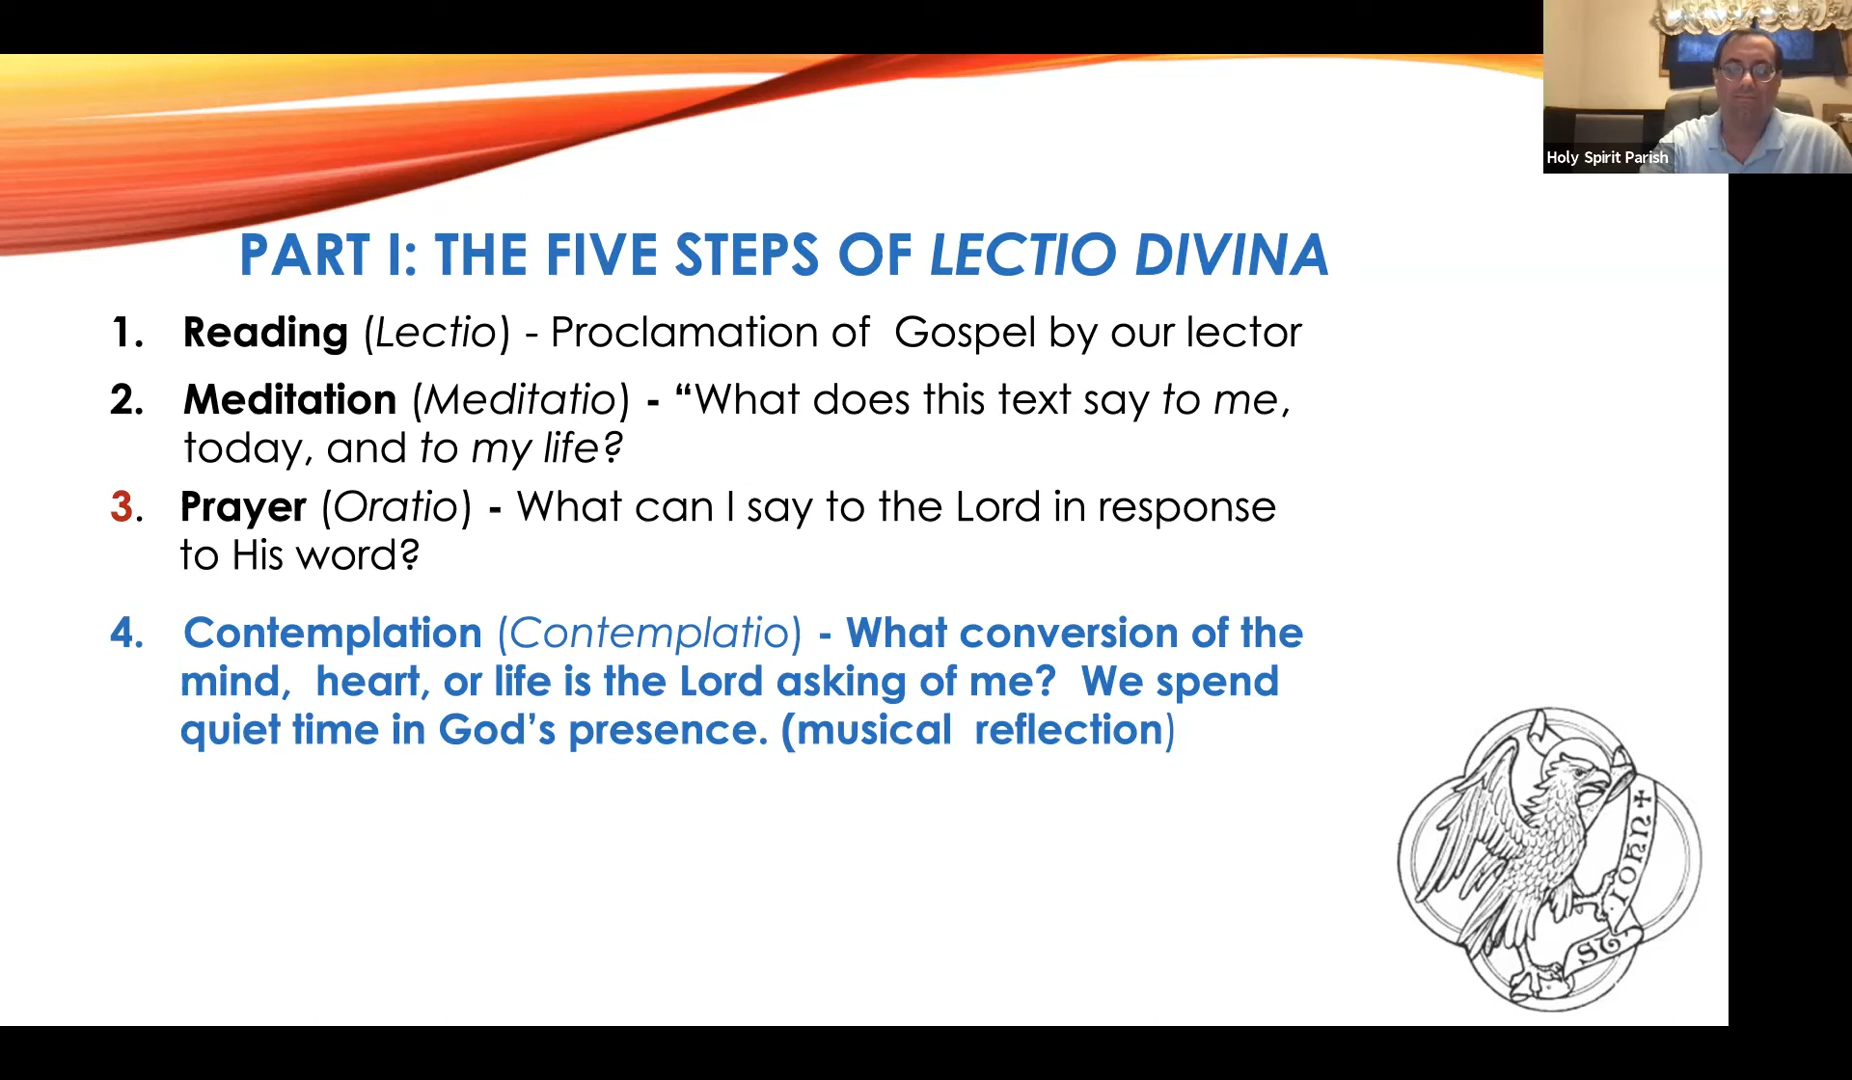 Holy Spirit Parish
PART I: THE FIVE STEPS OF LECTIO DIVINA
1. Reading (Lectio) - Proclamation of Gospel by our lector
2. Meditation (Meditatio) - “What does this text say to me,
today, and to my life?
3. Prayer (Oratio) - What can I say to the Lord in response
to His word?
4. Contemplation (Contemplatio) - What conversion of the
mind, heart, or life is the Lord asking of me? We spend
quiet time in God’s presence. (musical reflection)